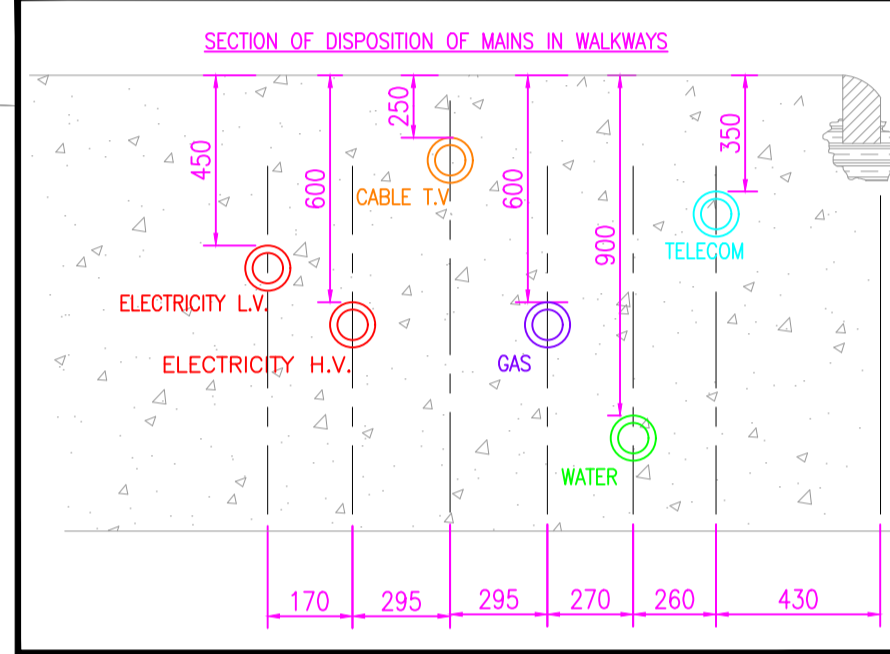 SECTION OF DISPOSITION OF MAINS IN WALKWAYS
250
350
450
600
600
CABLE T.V
900
TELECOM
ELECTRICITY L.V.
ELECTRICITY H.V.
GAS
WATER
170 295 295 270 260 430